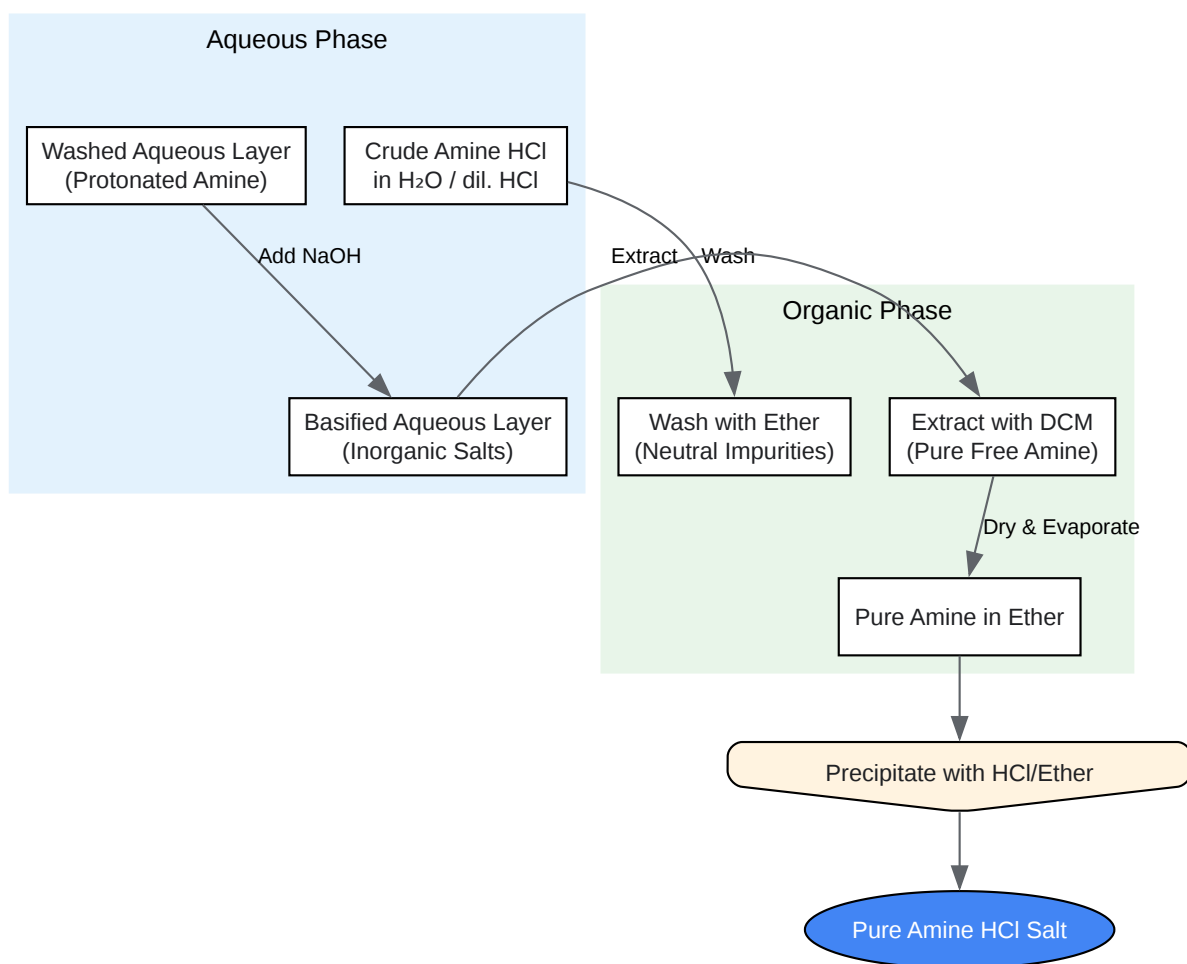 Aqueous Phase
Washed Aqueous Layer
(Protonated Amine)
Crude Amine HCl
in H₂O / dil. HCl
Add NaOH
Extract
Wash
Organic Phase
Basified Aqueous Layer
(Inorganic Salts)
Wash with Ether
(Neutral Impurities)
Extract with DCM
(Pure Free Amine)
Dry & Evaporate
Pure Amine in Ether
Precipitate with HCl/Ether
Pure Amine HCl Salt